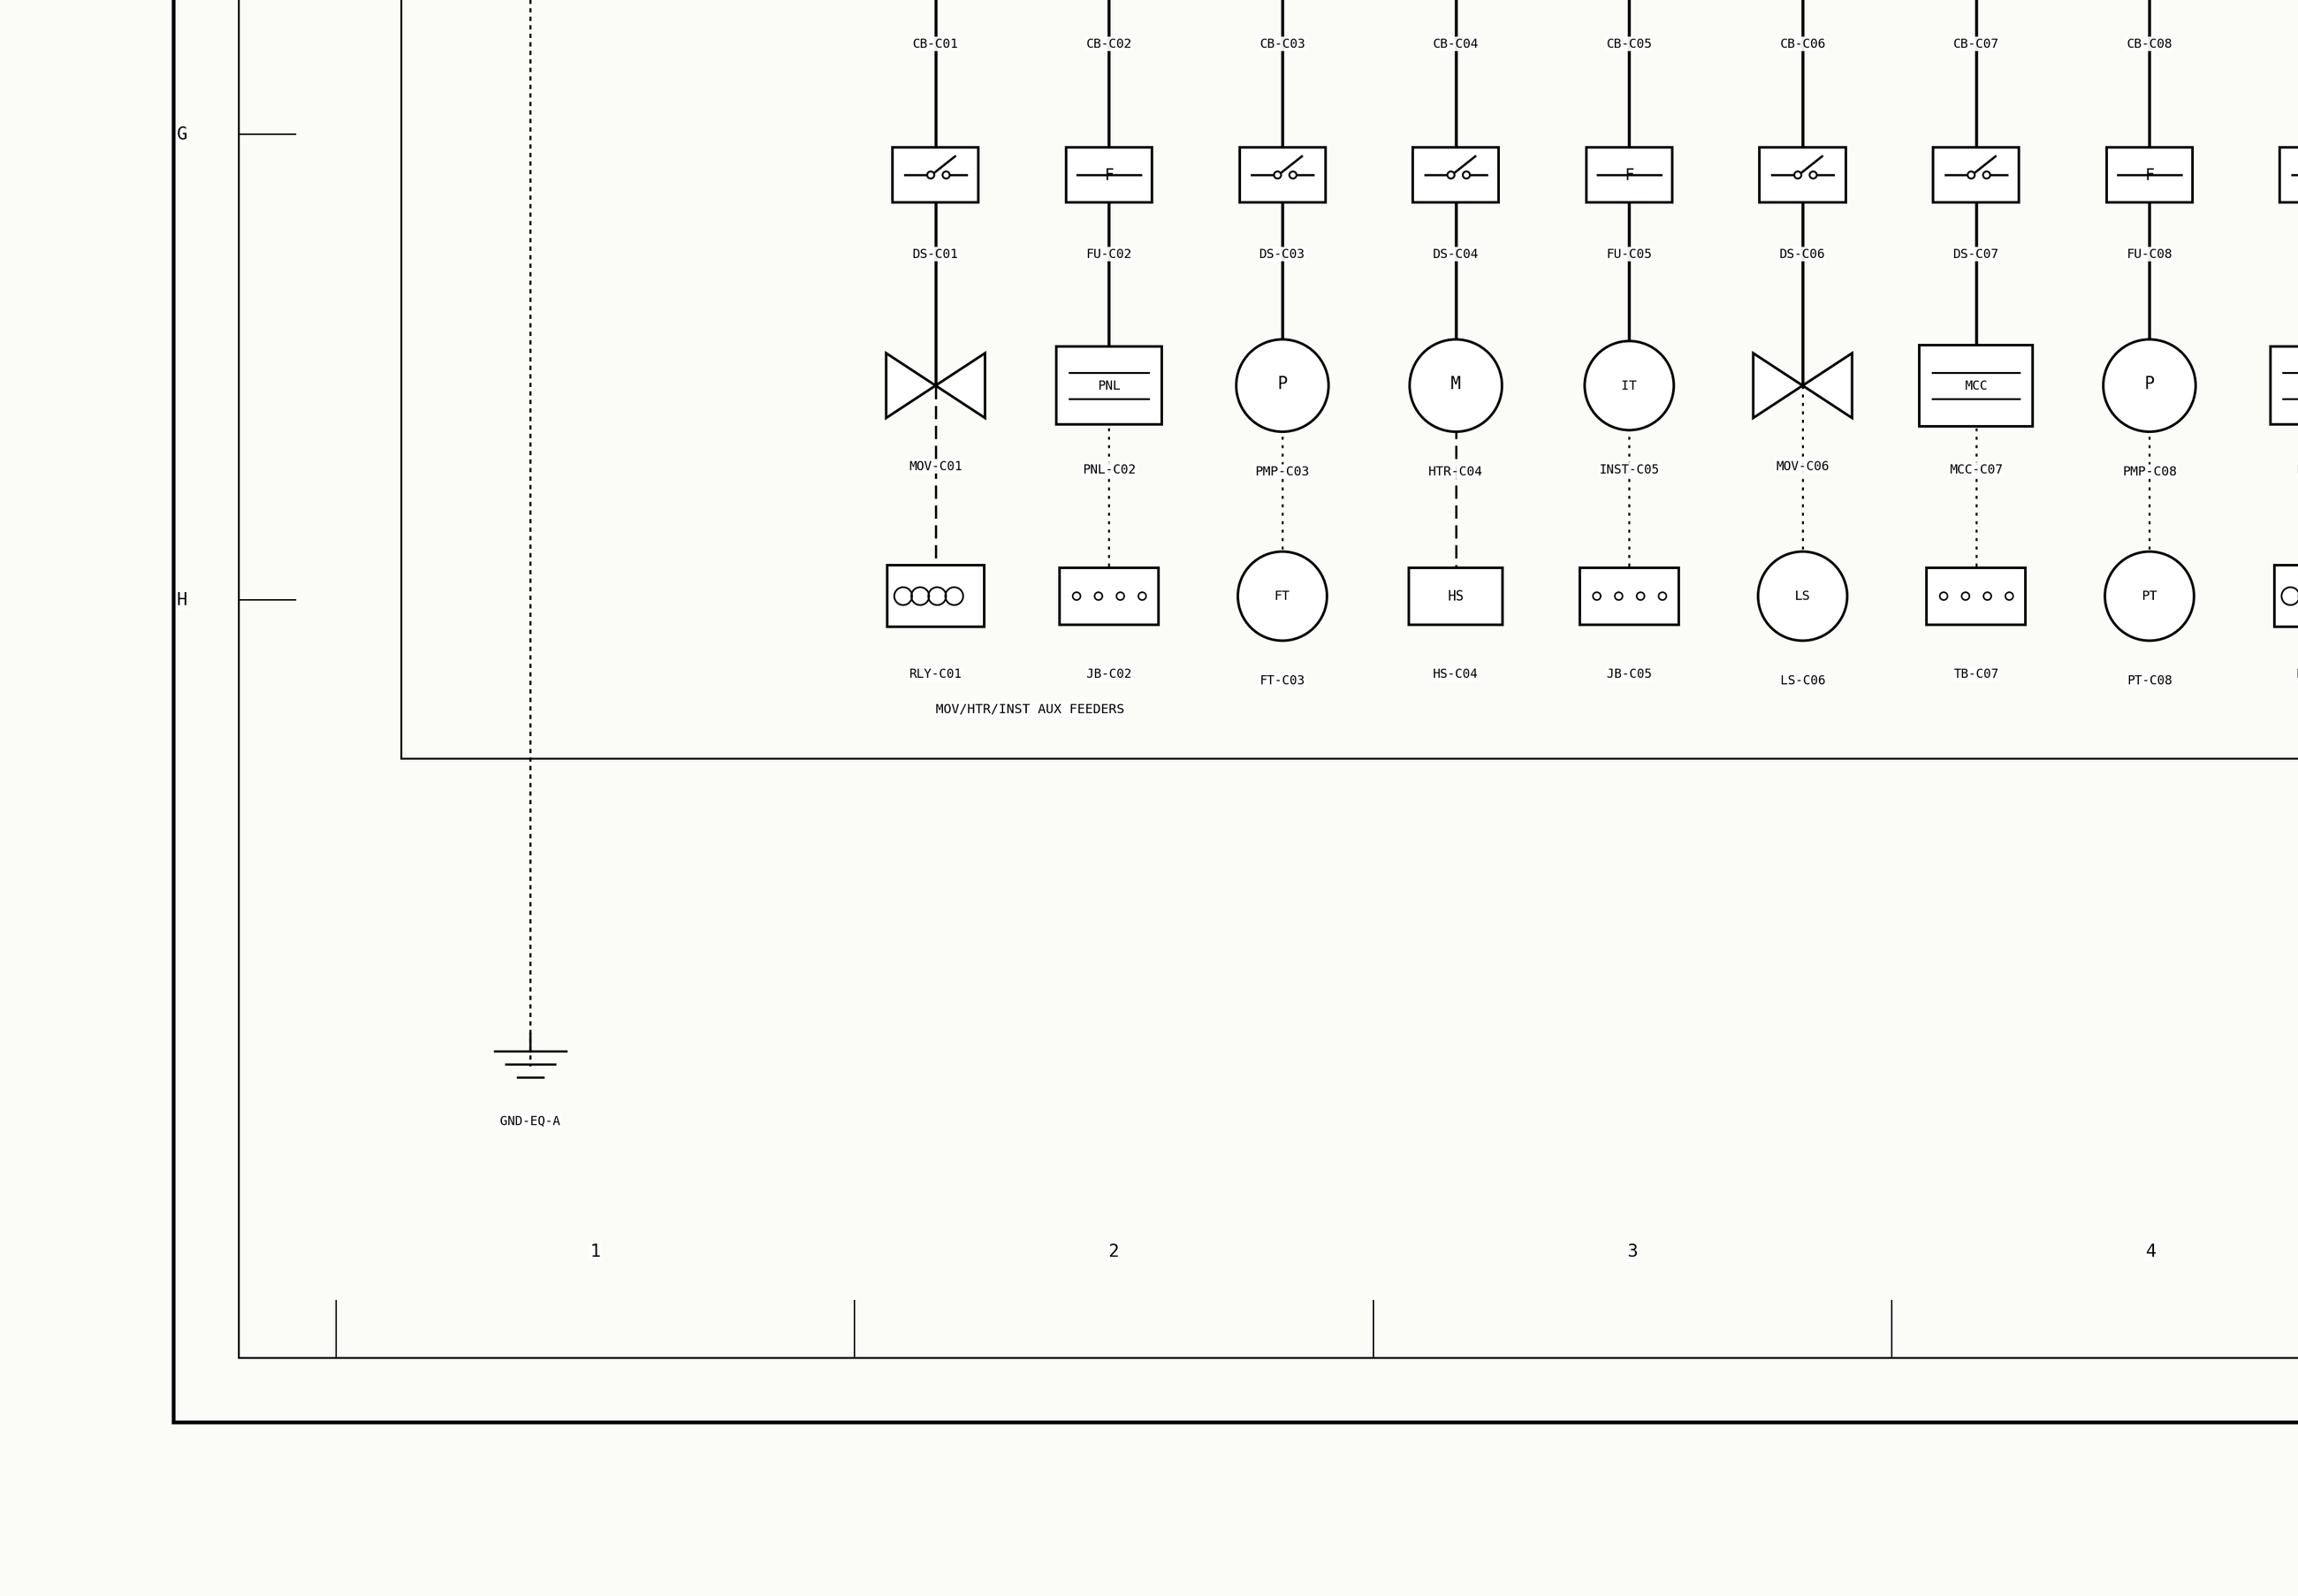 CB-C01 CB-C02 CB-C03 CB-C04 CB-C05 CB-C06 CB-C07 CB-C08
G
F F F
DS-C01 FU-C02 DS-C03 DS-C04 FU-C05 DS-C06 DS-C07 FU-C08
PNL P M IT MCC P
MOV-C01 PNL-C02 PMP-C03 HTR-C04 INST-C05 MOV-C06 MCC-C07 PMP-C08
H
FT HS LS PT
RLY-C01 JB-C02 FT-C03 HS-C04 JB-C05 LS-C06 TB-C07 PT-C08
MOV/HTR/INST AUX FEEDERS
GND-EQ-A
1 2 3 4